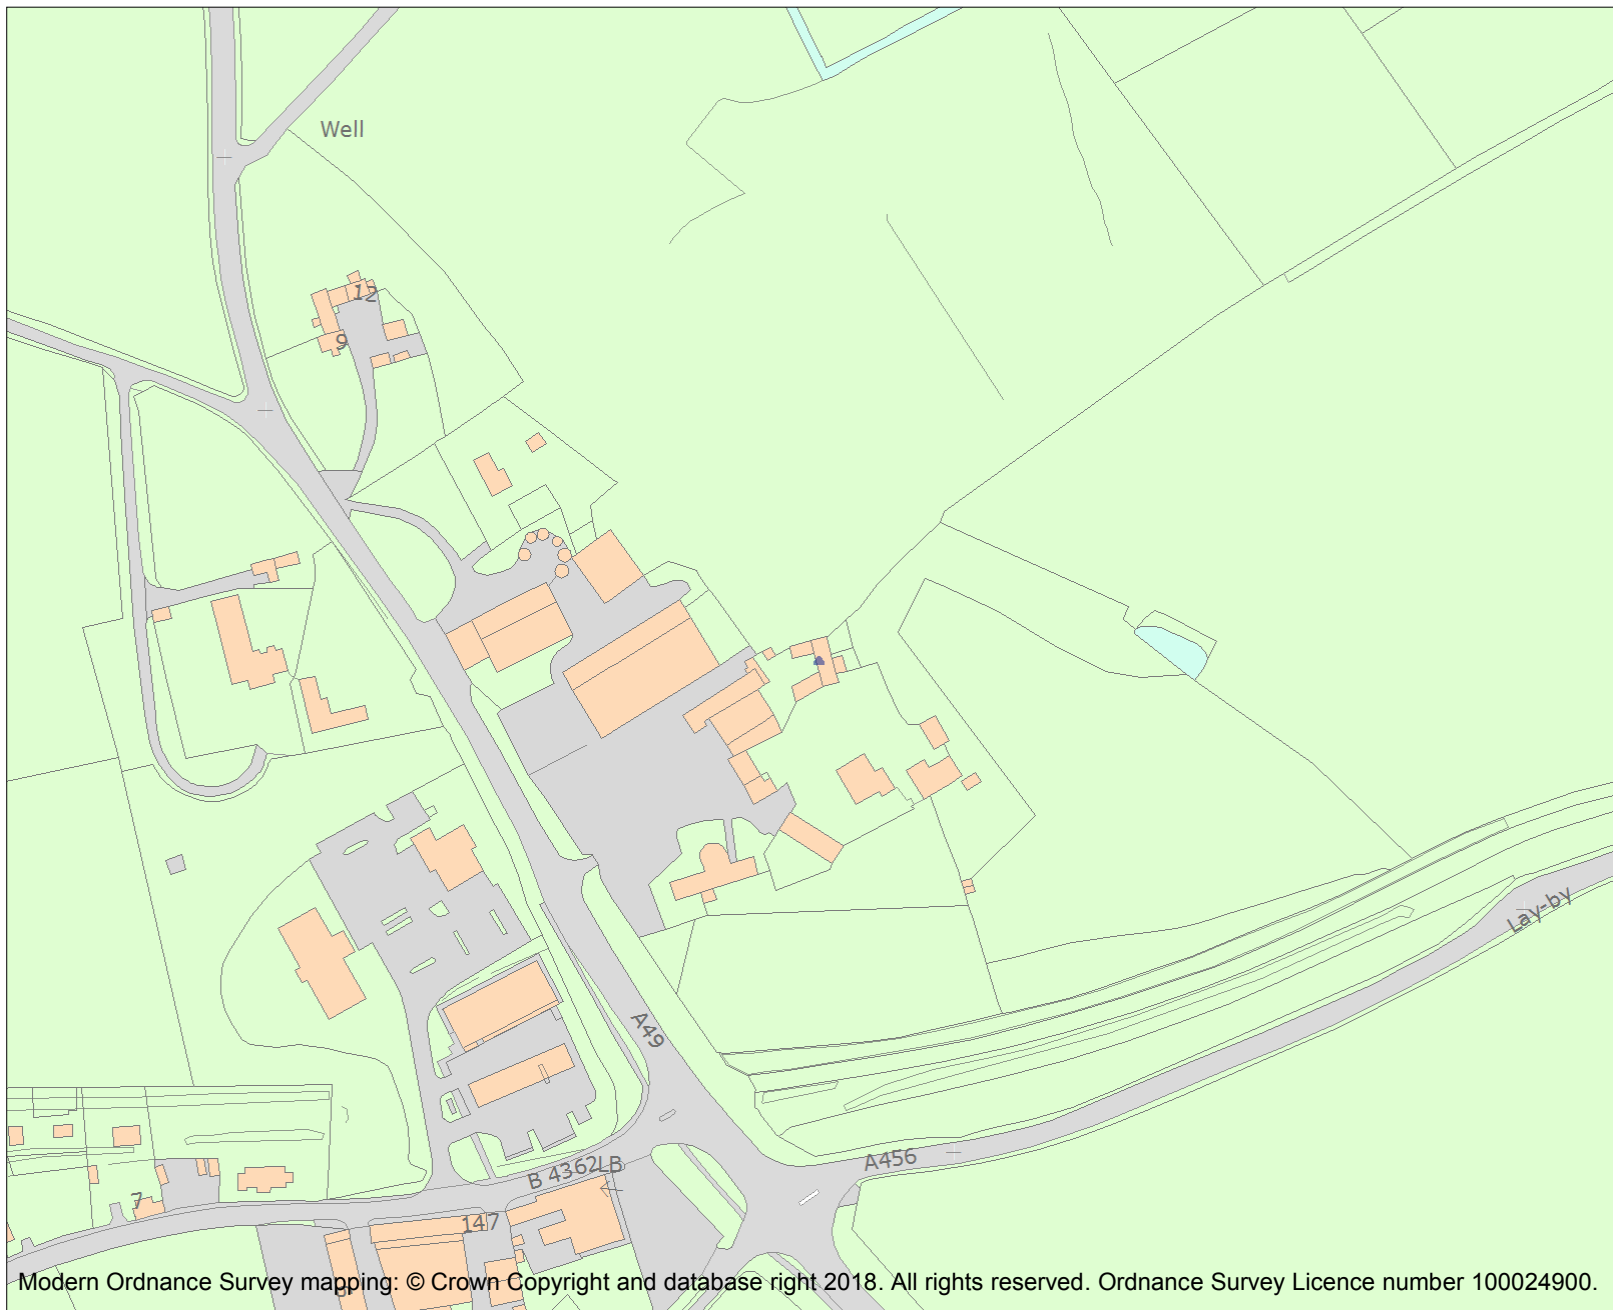 Well
12
9
Lay-by
A49
A456
B 4362
LB
7
147
Modern Ordnance Survey mapping: © Crown Copyright and database right 2018. All rights reserved. Ordnance Survey Licence number 100024900.